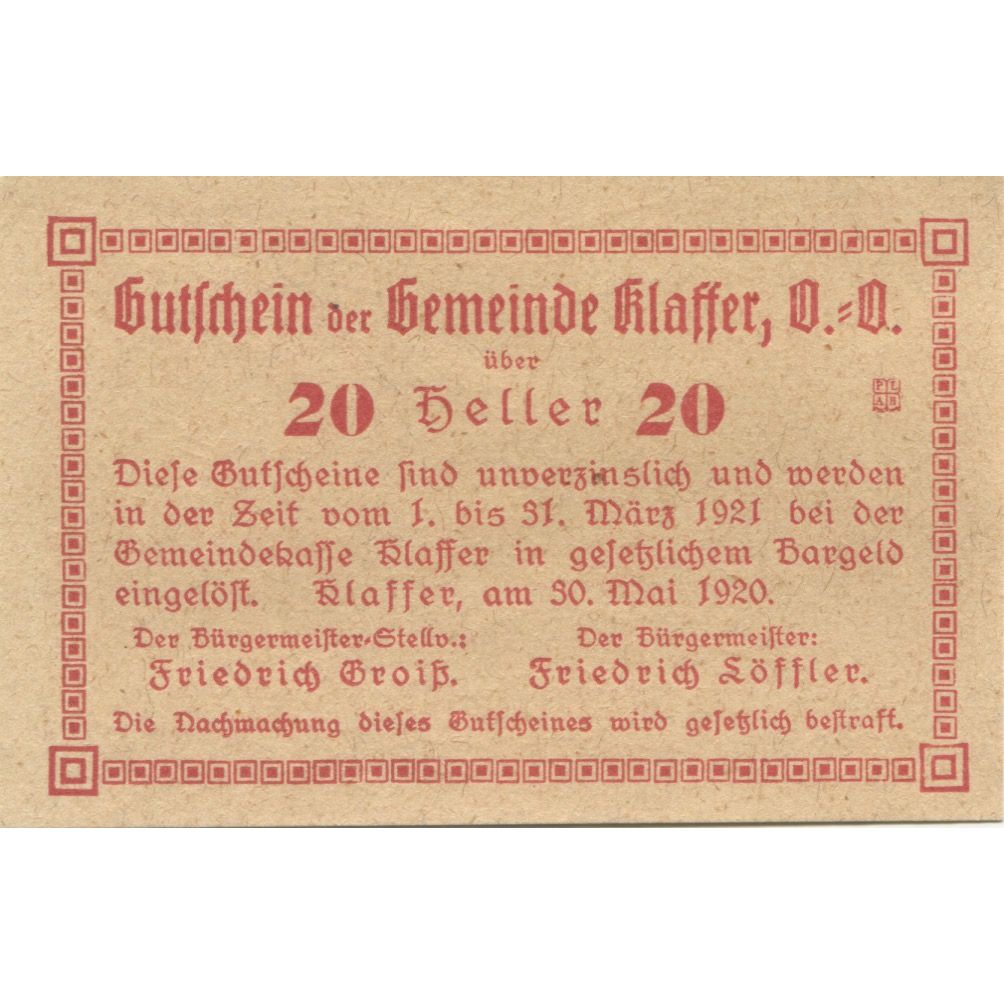 Gutschein der Gemeinde Klaffer, O.=Ö.
über
20 Heller 20
P L
A B
Diese Gutscheine sind unverzinslich und werden
in der Zeit vom 1. bis 31. März 1921 bei der
Gemeindekasse Klaffer in gesetzlichem Bargeld
eingelöst. Klaffer, am 30. Mai 1920.
Der Bürgermeister-Stellv.: Der Bürgermeister:
Friedrich Groiß. Friedrich Löffler.
Die Nachmachung dieses Gutscheines wird gesetzlich bestraft.